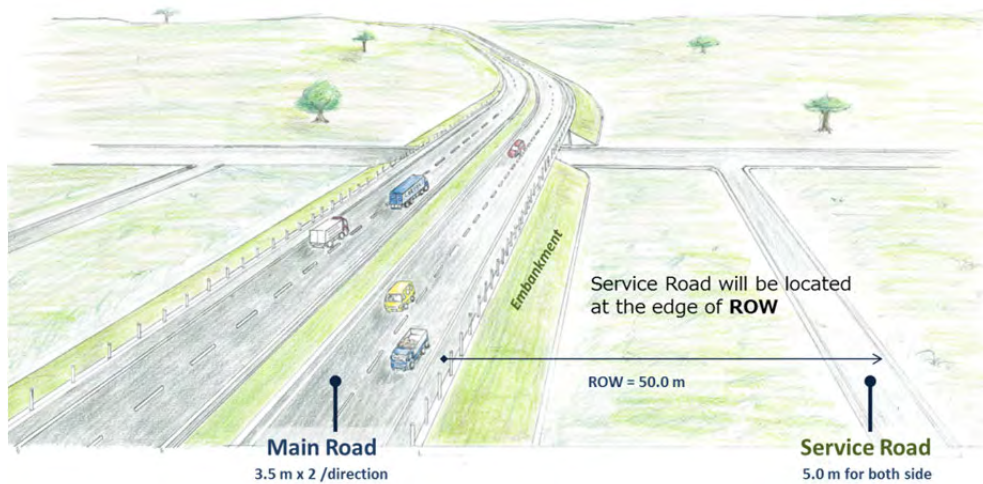 Embankment
Service Road will be located
at the edge of ROW
ROW = 50.0 m
Main Road
3.5 m x 2 /direction
Service Road
5.0 m for both side